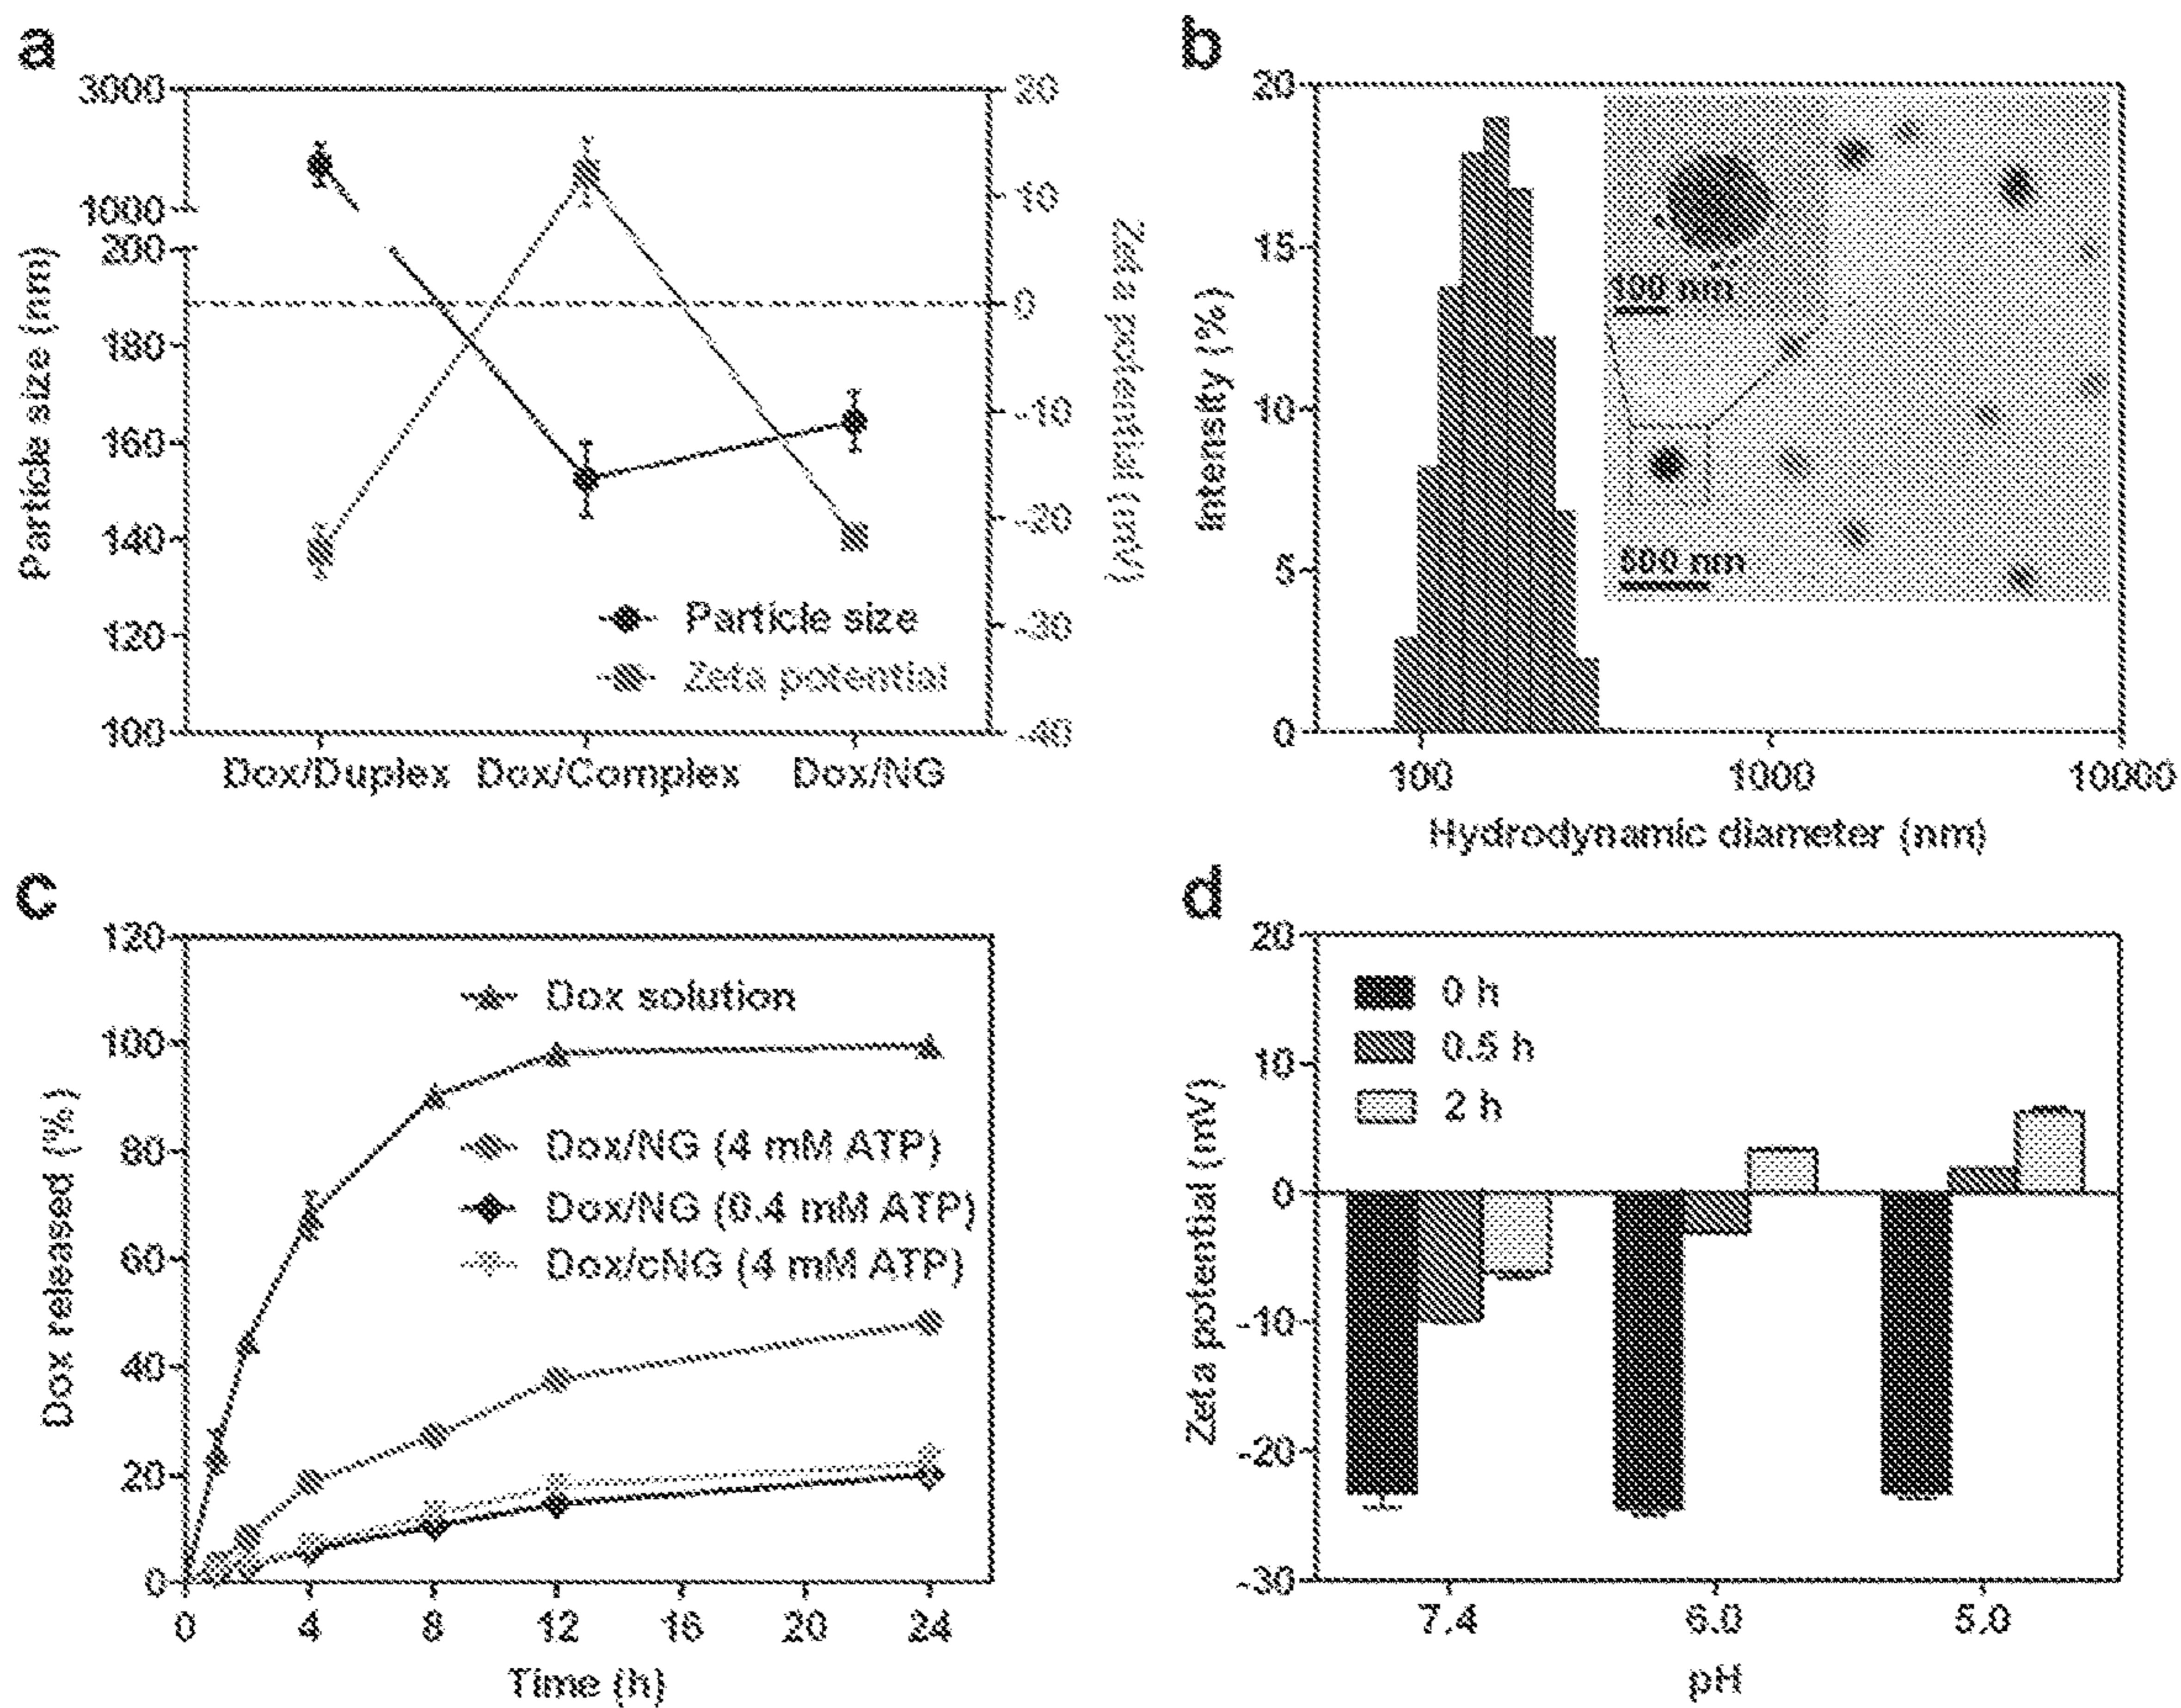 a
3000
1000
200
180
160
140
120
100
Particle size (nm)
20
10
0
-10
-20
-30
-40
Zeta potential (mV)
Particle size
Zeta potential
Dox/Duplex
Dox/Complex
Dox/NG
b
20
15
10
5
0
Intensity (%)
100 nm
500 nm
100
1000
10000
Hydrodynamic diameter (nm)
c
120
100
80
60
40
20
0
Dox released (%)
Dox solution
Dox/NG (4 mM ATP)
Dox/NG (0.4 mM ATP)
Dox/cNG (4 mM ATP)
0
4
8
12
16
20
24
Time (h)
d
20
10
0
-10
-20
-30
Zeta potential (mV)
0 h
0.5 h
2 h
7.4
6.0
5.0
pH